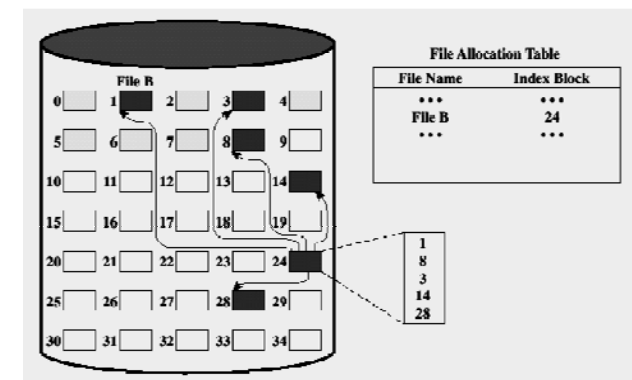 File Allocation Table
File Name Index Block
••• •••
File B 24
••• •••
File B
0 1 2 3 4
5 6 7 8 9
10 11 12 13 14
15 16 17 18 19
20 21 22 23 24
25 26 27 28 29
30 31 32 33 34
1
8
3
14
28